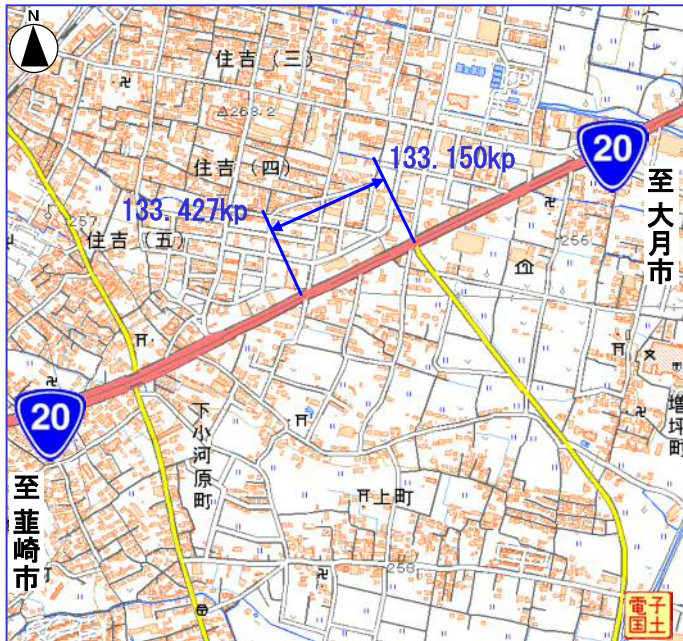 N
住吉(三)
20
△268.2
133.150kp
住吉(四)
至大月市
133.427kp
257
住吉(五)
266
20
下小河原町
増坪町
至韮崎市
上町
258
電子国土